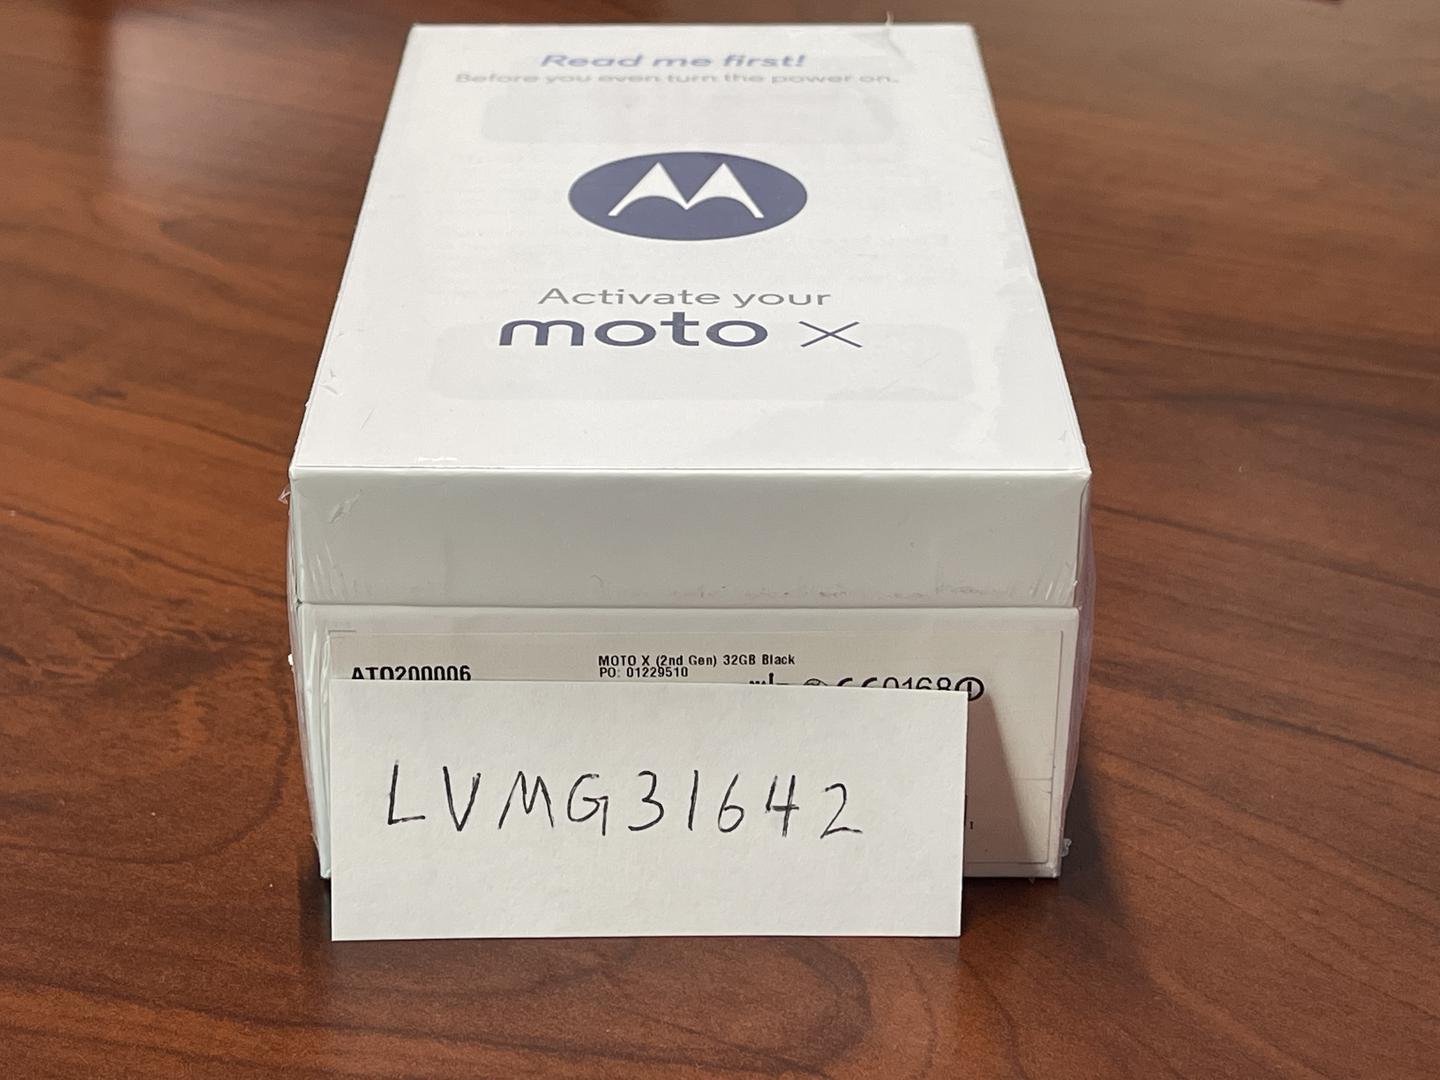 Read me first!
Before you even turn the power on.
Activate your
moto x
ATO200006
MOTO X (2nd Gen) 32GB Black
PO: 01229510
CE0168
LVMG31642